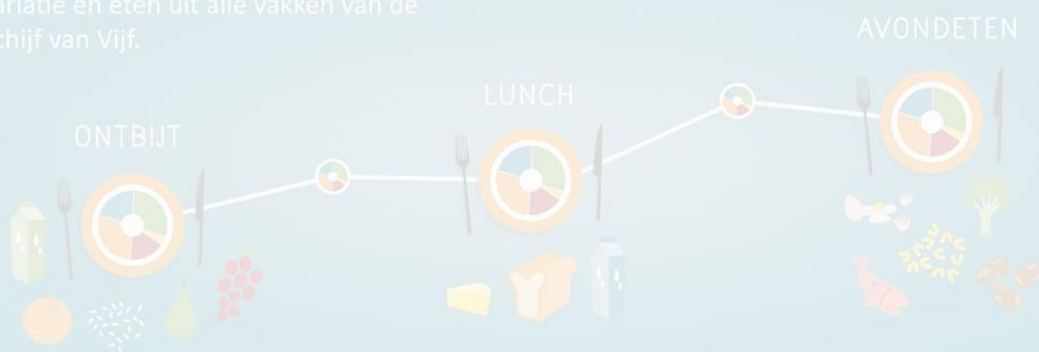 ariatie en eten uit alle vakken van de
chijf van Vijf.
AVONDETEN
LUNCH
ONTBIJT